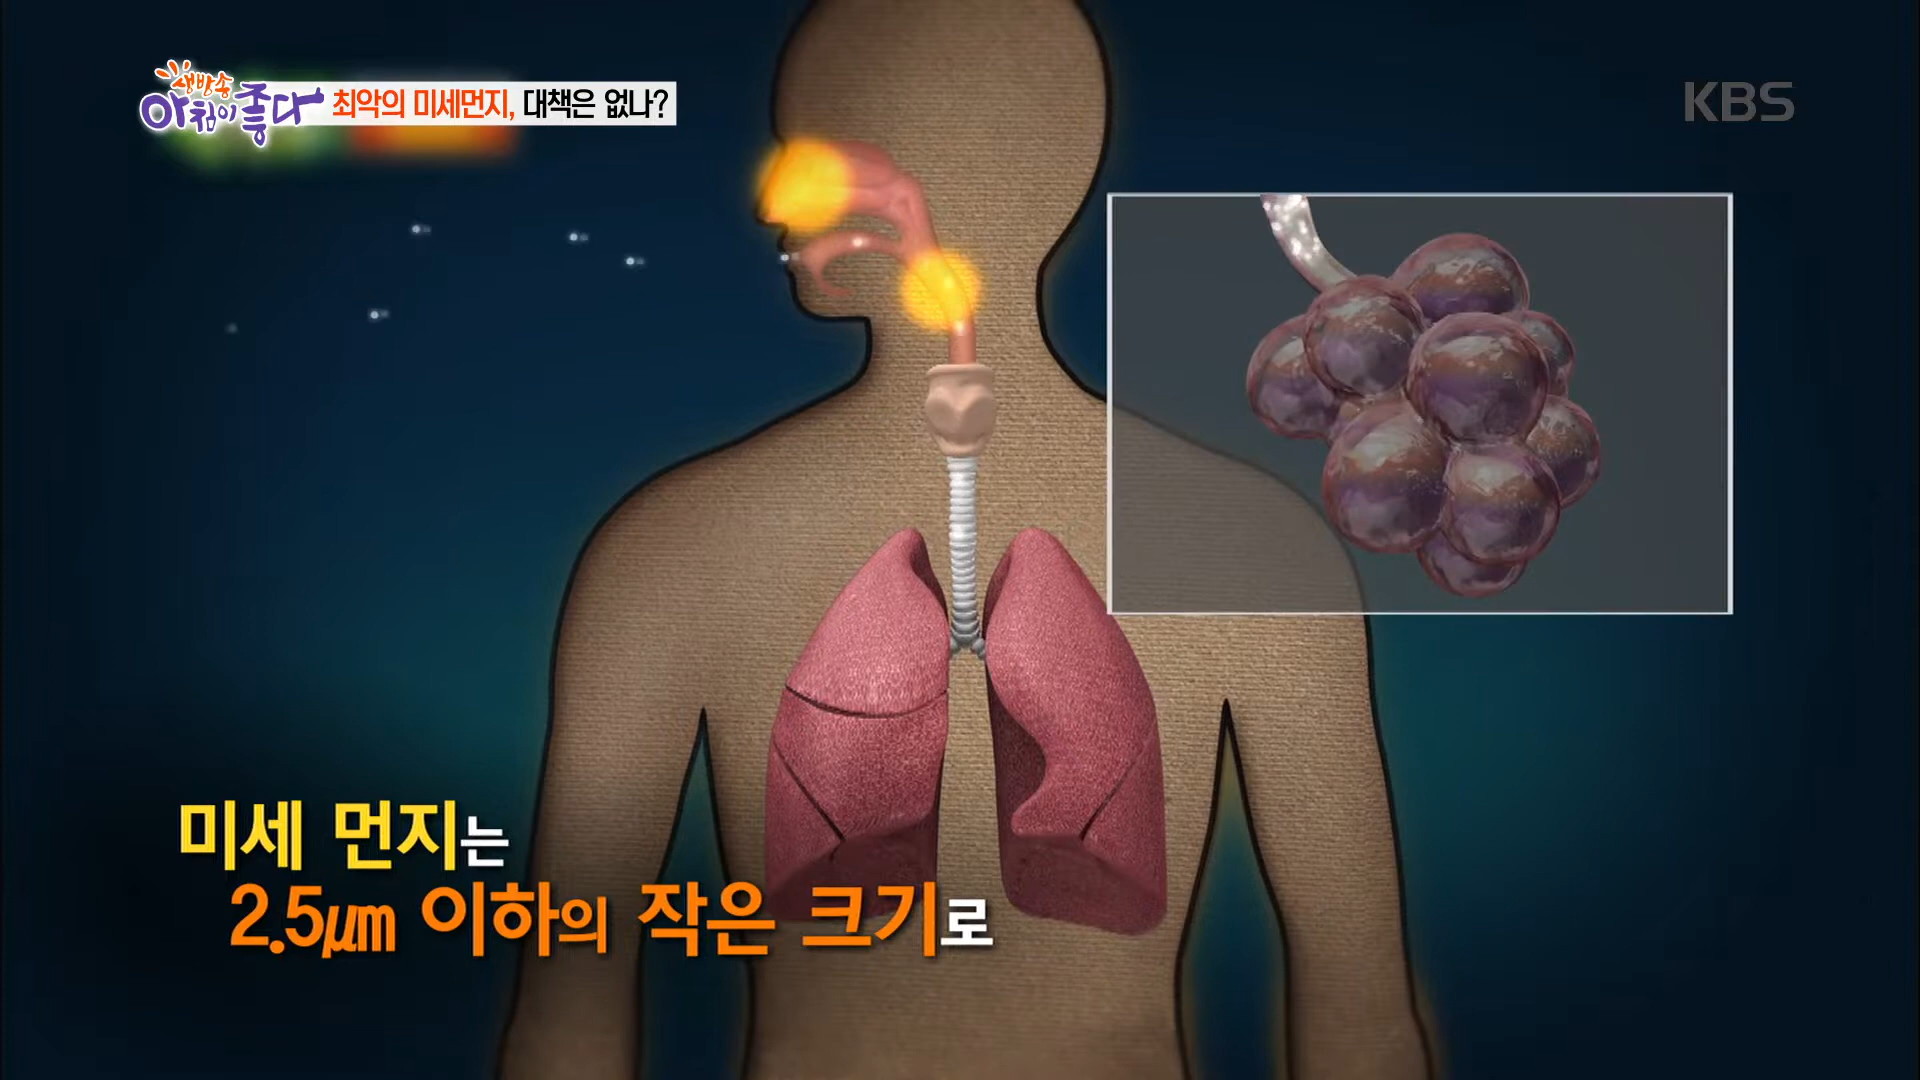 생방송
아침이 좋다
최악의 미세먼지, 대책은 없나?
KBS
미세 먼지는
2.5㎛ 이하의 작은 크기로